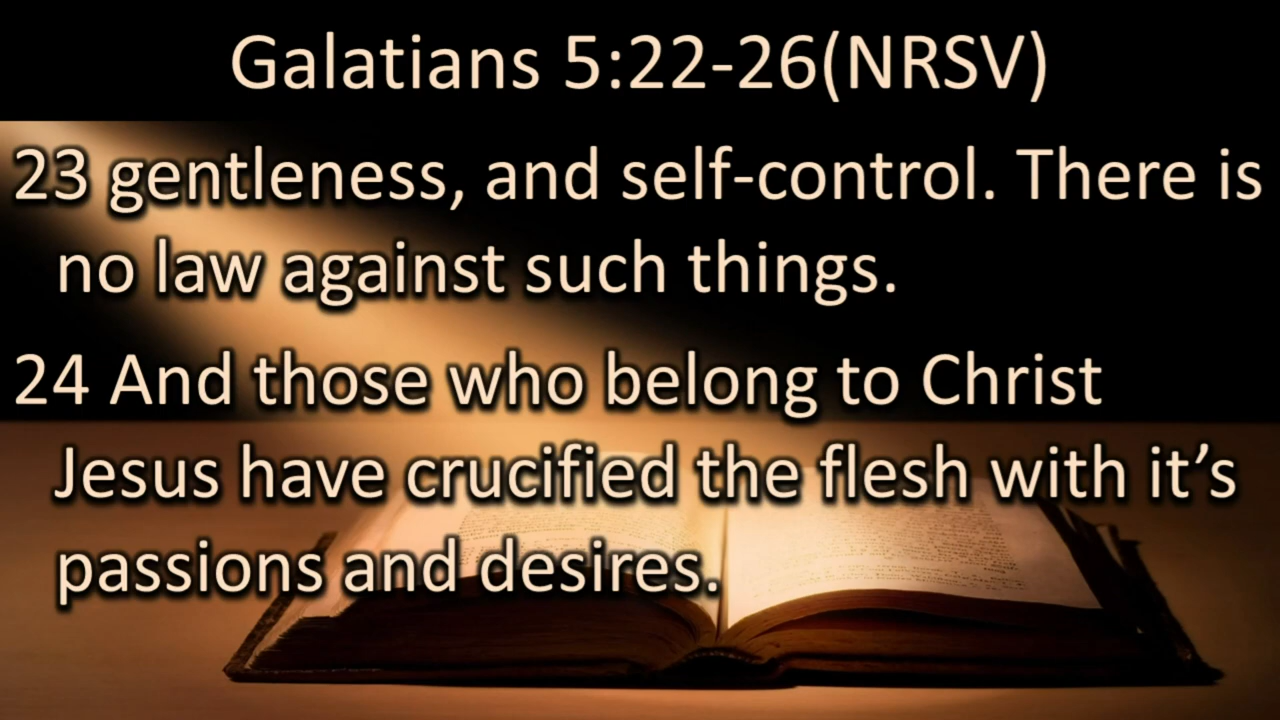 Galatians 5:22-26(NRSV)
23 gentleness, and self-control. There is
no law against such things.
24 And those who belong to Christ
Jesus have crucified the flesh with it’s
passions and desires.